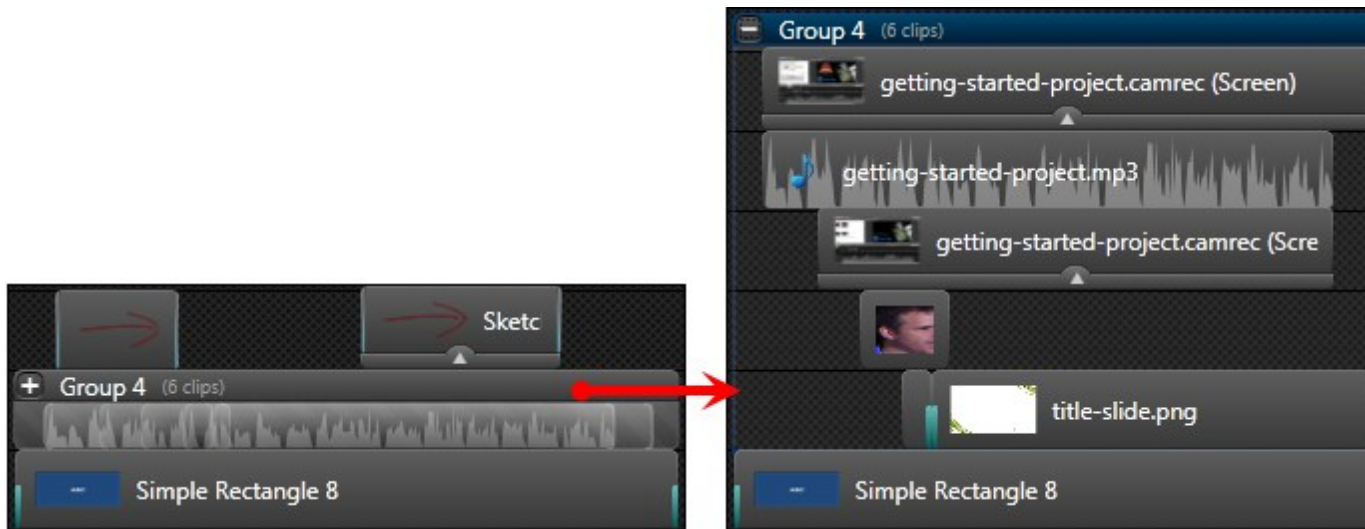 Sketc
Group 4 (6 clips)
Simple Rectangle 8
Group 4 (6 clips)
getting-started-project.camrec (Screen)
getting-started-project.mp3
getting-started-project.camrec (Scre
title-slide.png
Simple Rectangle 8